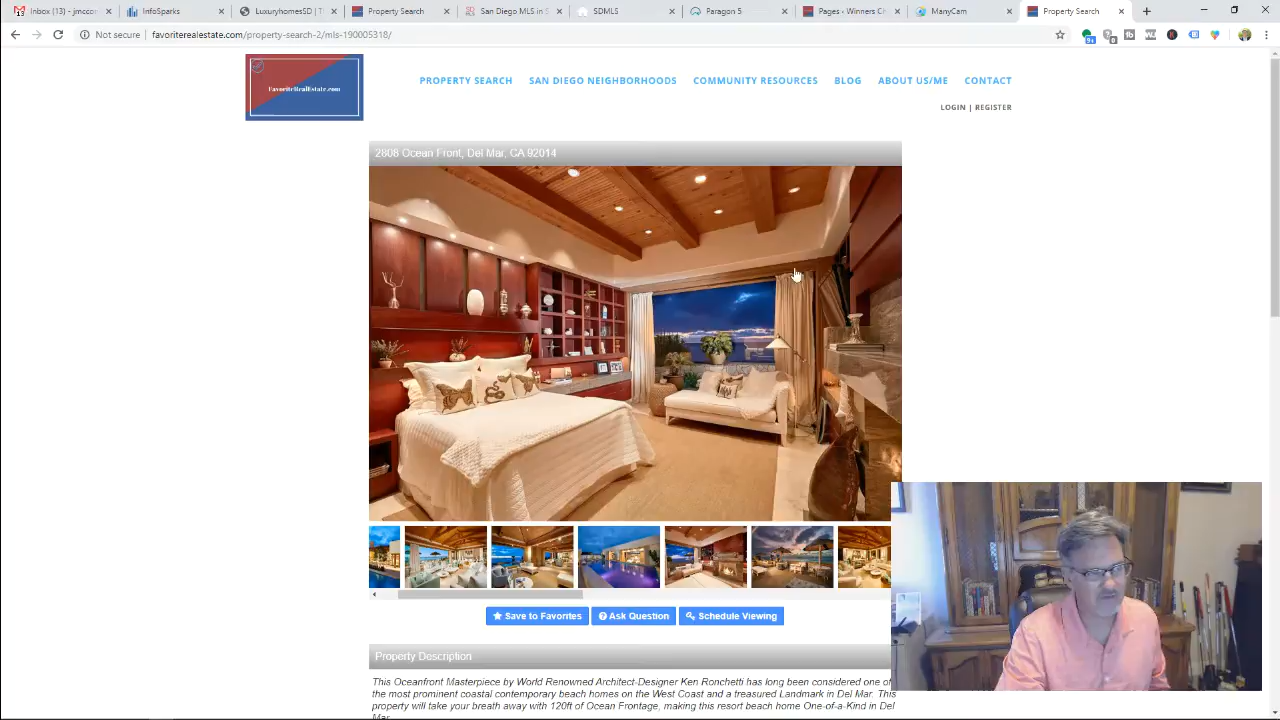 Inbox (13) - jmccor
InfoSparks
LuxuryhomesSD | T
Property Search
San Diego MLS in S
SDMLS
Paragon 5
Pages ‹ Winners Cir
ManyCam
Property Search
Not secure | favoriterealestate.com/property-search-2/mls-190005318/
FavoriteRealEstate.com
PROPERTY SEARCH
SAN DIEGO NEIGHBORHOODS
COMMUNITY RESOURCES
BLOG
ABOUT US/ME
CONTACT
LOGIN | REGISTER
2808 Ocean Front, Del Mar, CA 92014
Save to Favorites
Ask Question
Schedule Viewing
Property Description
This Oceanfront Masterpiece by World Renowned Architect-Designer Ken Ronchetti has long been considered one of
the most prominent coastal contemporary beach homes on the West Coast and a treasured Landmark in Del Mar. This
property will take your breath away with 120ft of Ocean Frontage, making this resort beach home One-of-a-Kind in Del
Mar.